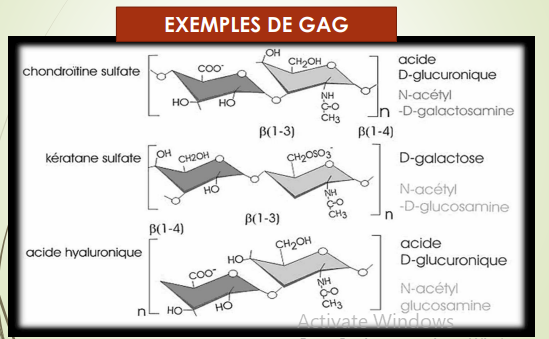 EXEMPLES DE GAG
chondroïtine sulfate
COO⁻
HO
HO
OH
CH₂OH
NH
C=O
CH₃
n
acide
D-glucuronique
N-acétyl
-D-galactosamine
β(1-3)
β(1-4)
kératane sulfate
OH
CH2OH
HO
CH₂OSO₃⁻
NH
C=O
CH₃
n
D-galactose
N-acétyl
-D-glucosamine
β(1-4)
β(1-3)
acide hyaluronique
n
COO⁻
HO
HO
HO
CH₂OH
NH
C=O
CH₃
acide
D-glucuronique
N-acétyl
glucosamine
Activate Windows